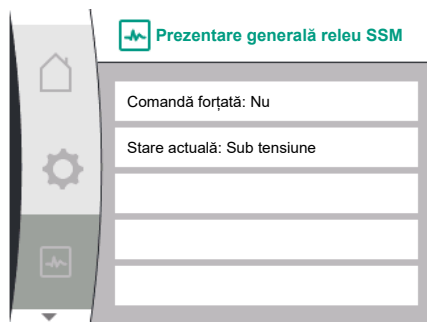 Prezentare generală releu SSM
Comandă forțată: Nu
Stare actuală: Sub tensiune